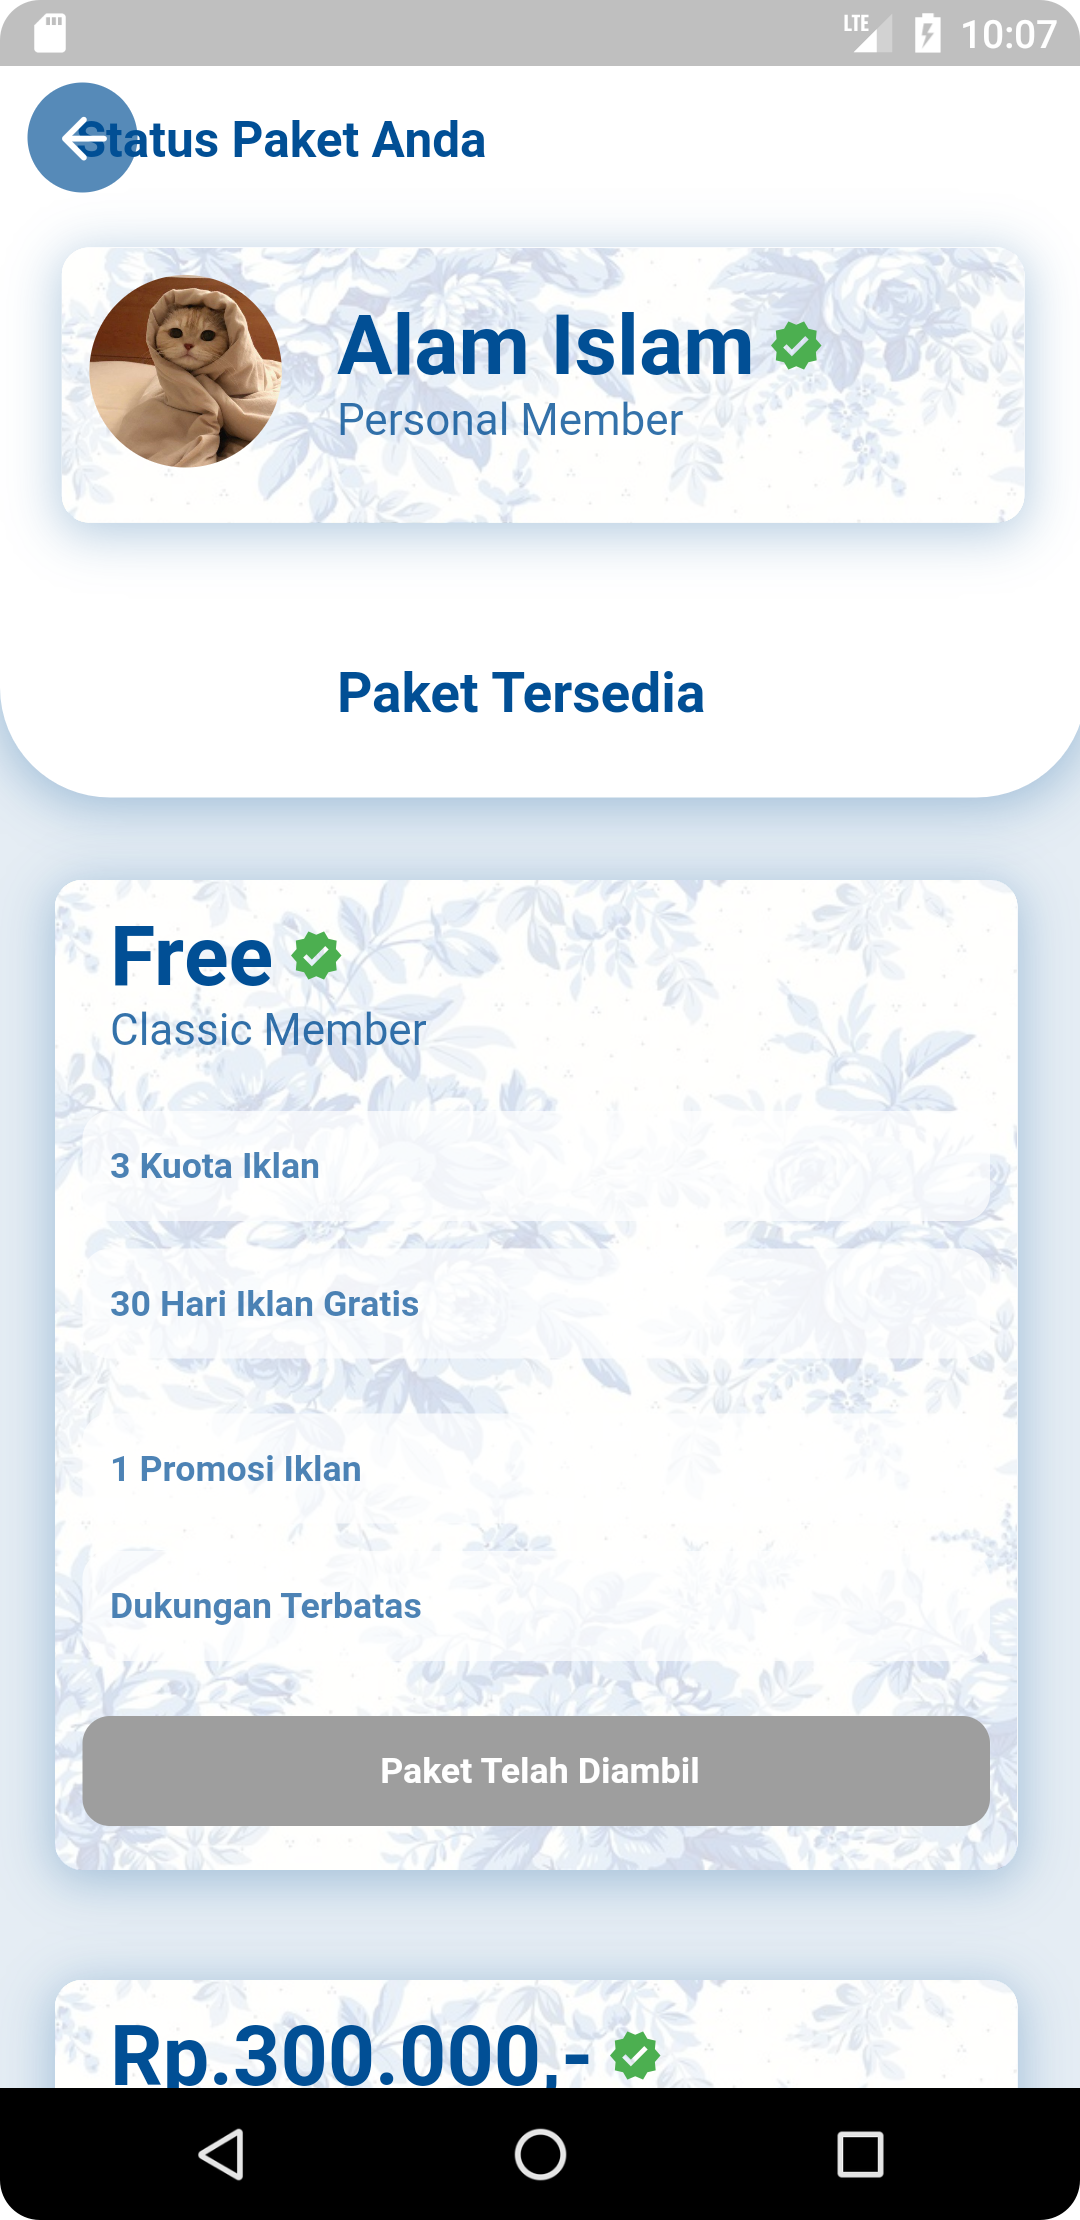 LTE 10:07
Status Paket Anda
Alam Islam
Personal Member
Paket Tersedia
Free
Classic Member
3 Kuota Iklan
30 Hari Iklan Gratis
1 Promosi Iklan
Dukungan Terbatas
Paket Telah Diambil
Rp.300.000,-